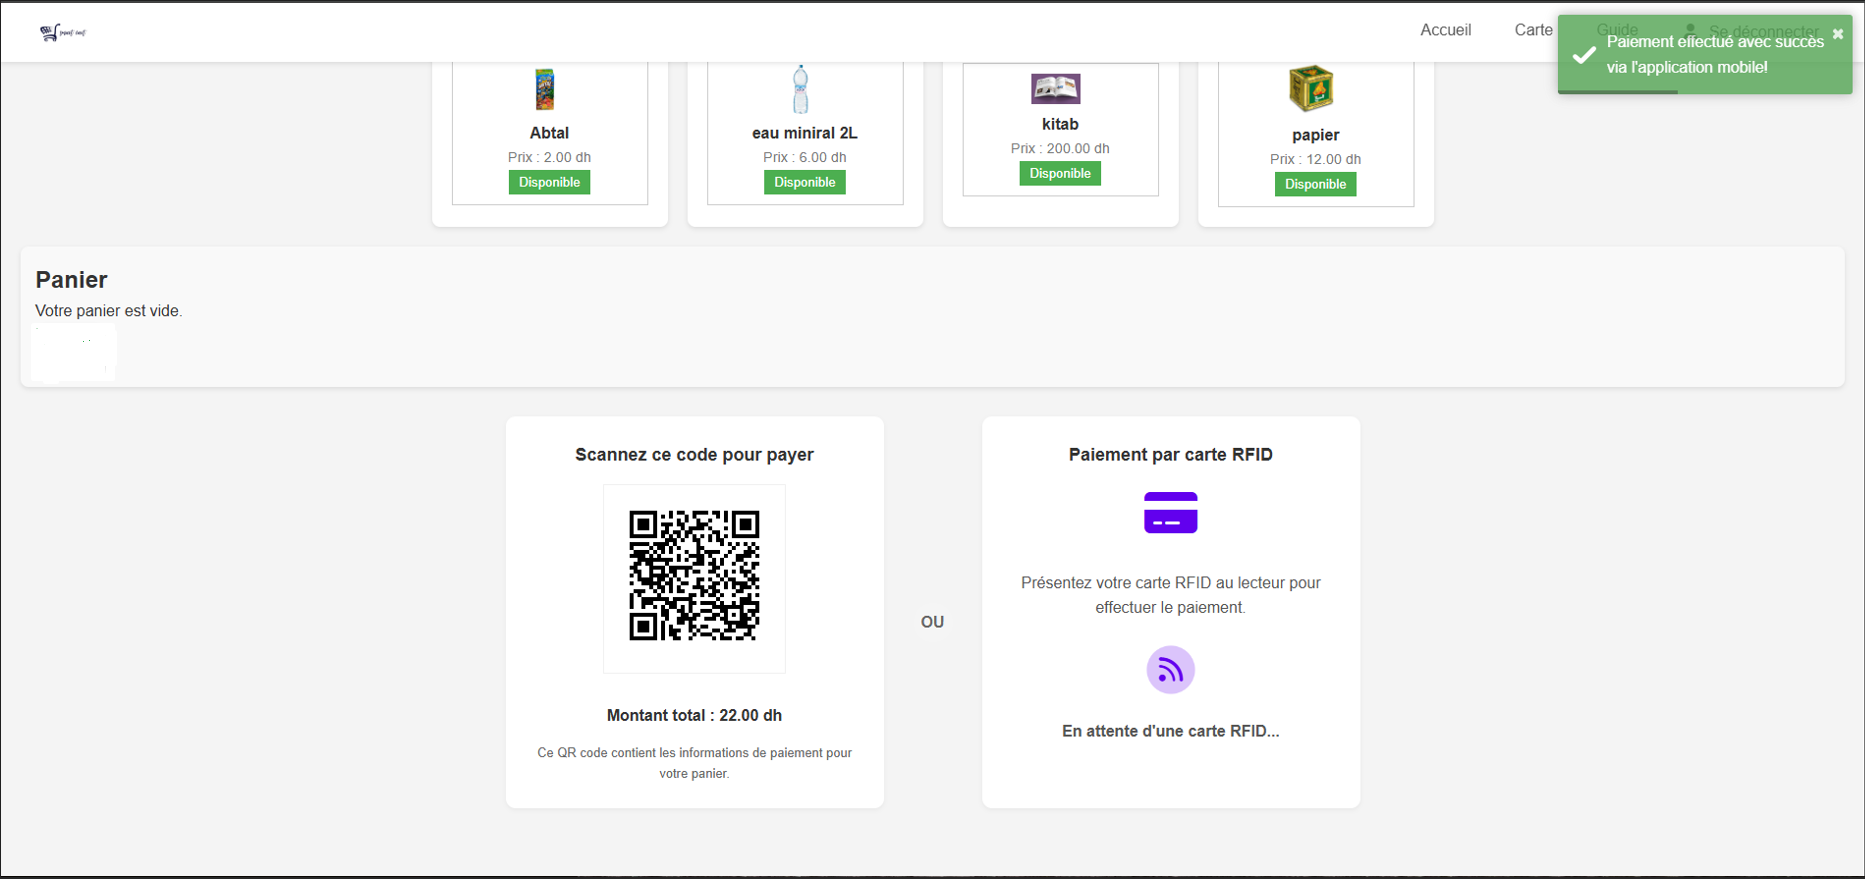 Accueil
Carte
Guide
Se déconnecter
Paiement effectué avec succès
via l'application mobile!
Abtal
Prix : 2.00 dh
Disponible
eau miniral 2L
Prix : 6.00 dh
Disponible
kitab
Prix : 200.00 dh
Disponible
papier
Prix : 12.00 dh
Disponible
Panier
Votre panier est vide.
Scannez ce code pour payer
Montant total : 22.00 dh
Ce QR code contient les informations de paiement pour
votre panier.
OU
Paiement par carte RFID
Présentez votre carte RFID au lecteur pour
effectuer le paiement.
En attente d'une carte RFID...